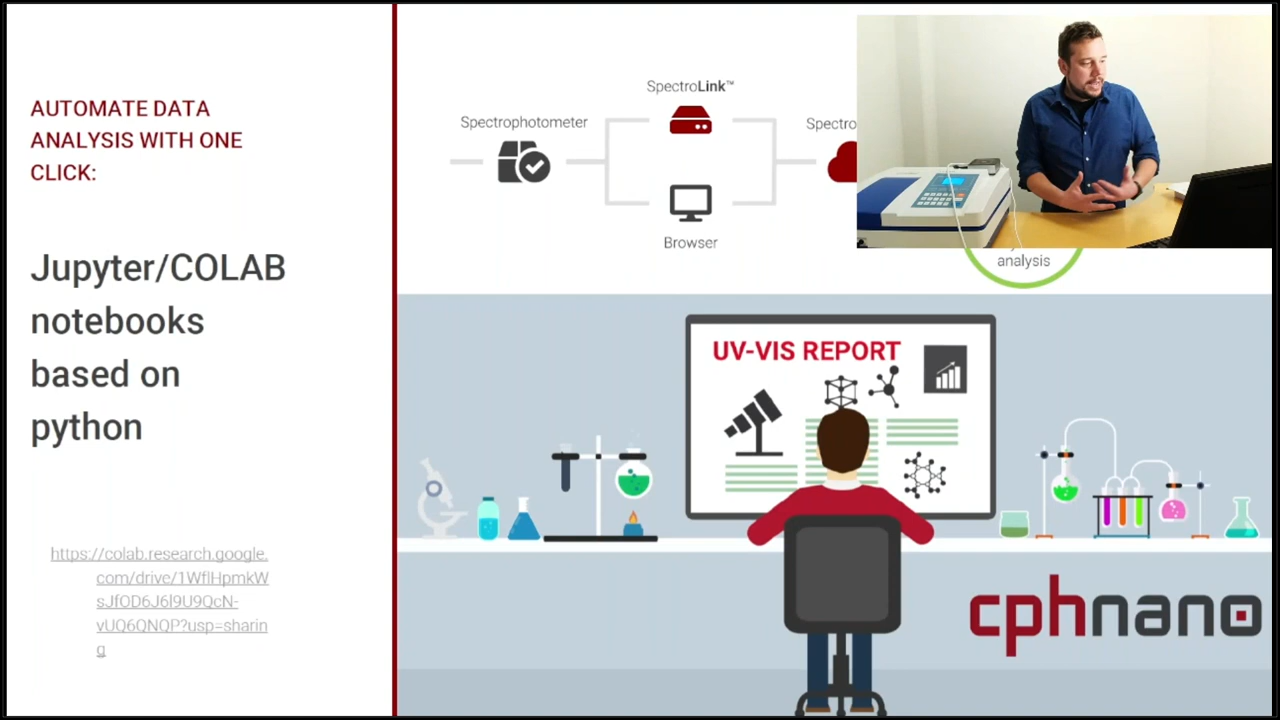 AUTOMATE DATA
ANALYSIS WITH ONE
CLICK:
Jupyter/COLAB
notebooks
based on
python
https://colab.research.google.
com/drive/1WflHpmkW
sJfOD6J6l9U9QcN-
vUQ6QNQP?usp=sharin
g
SpectroLink™
Spectrophotometer
Spectro
Browser
analysis
UV-VIS REPORT
cphnano